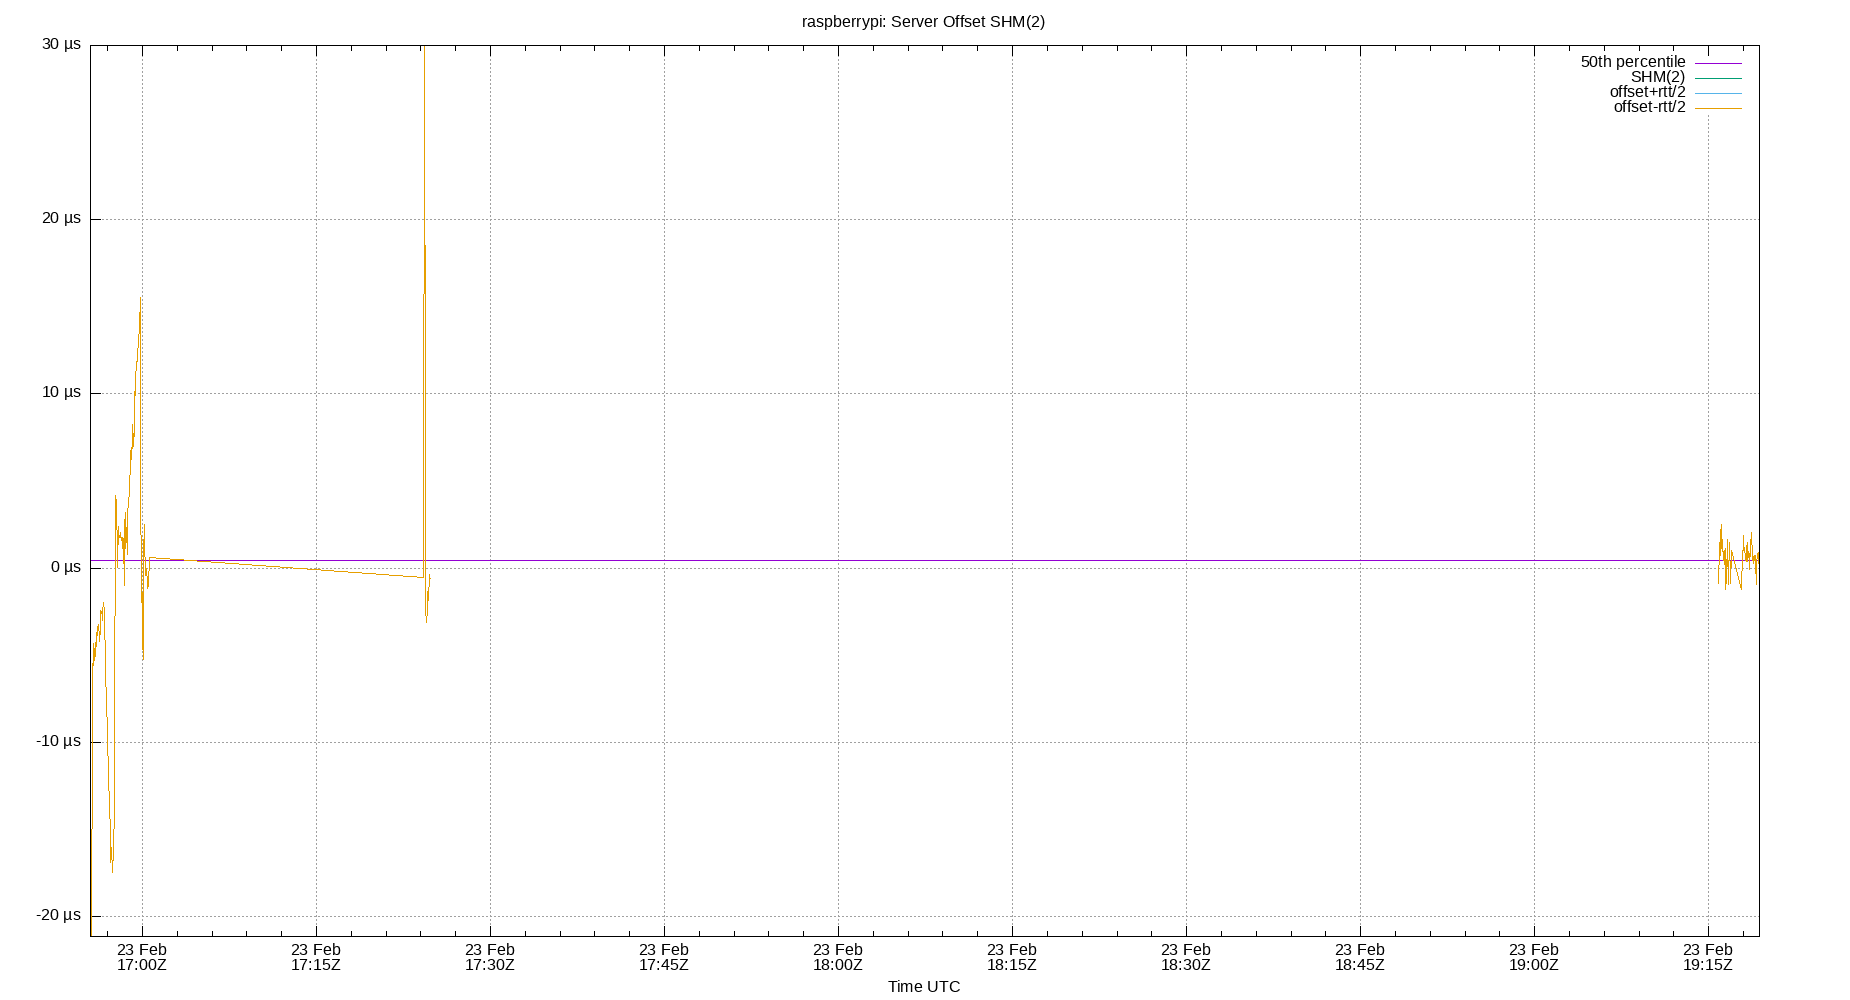 raspberrypi: Server Offset SHM(2)
30 µs
20 µs
10 µs
0 µs
-10 µs
-20 µs
50th percentile
SHM(2)
offset+rtt/2
offset-rtt/2
23 Feb 23 Feb 23 Feb 23 Feb 23 Feb 23 Feb 23 Feb 23 Feb 23 Feb 23 Feb
17:00Z 17:15Z 17:30Z 17:45Z 18:00Z 18:15Z 18:30Z 18:45Z 19:00Z 19:15Z
Time UTC